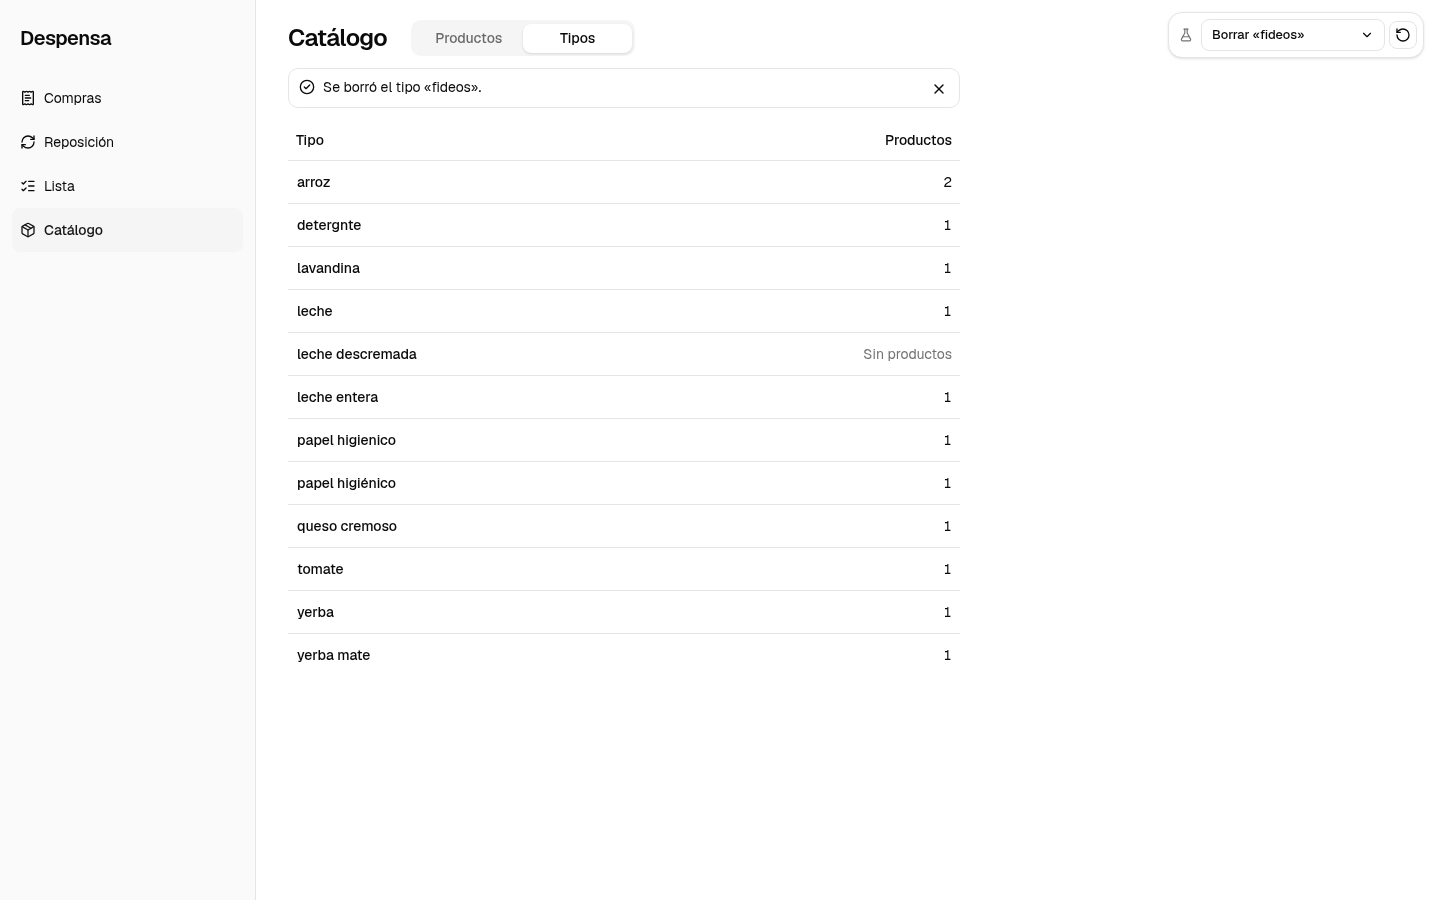 Despensa
Compras
Reposición
Lista
Catálogo
Catálogo
Productos
Tipos
Borrar «fideos»
Se borró el tipo «fideos».
Tipo Productos
arroz 2
detergnte 1
lavandina 1
leche 1
leche descremada Sin productos
leche entera 1
papel higienico 1
papel higiénico 1
queso cremoso 1
tomate 1
yerba 1
yerba mate 1